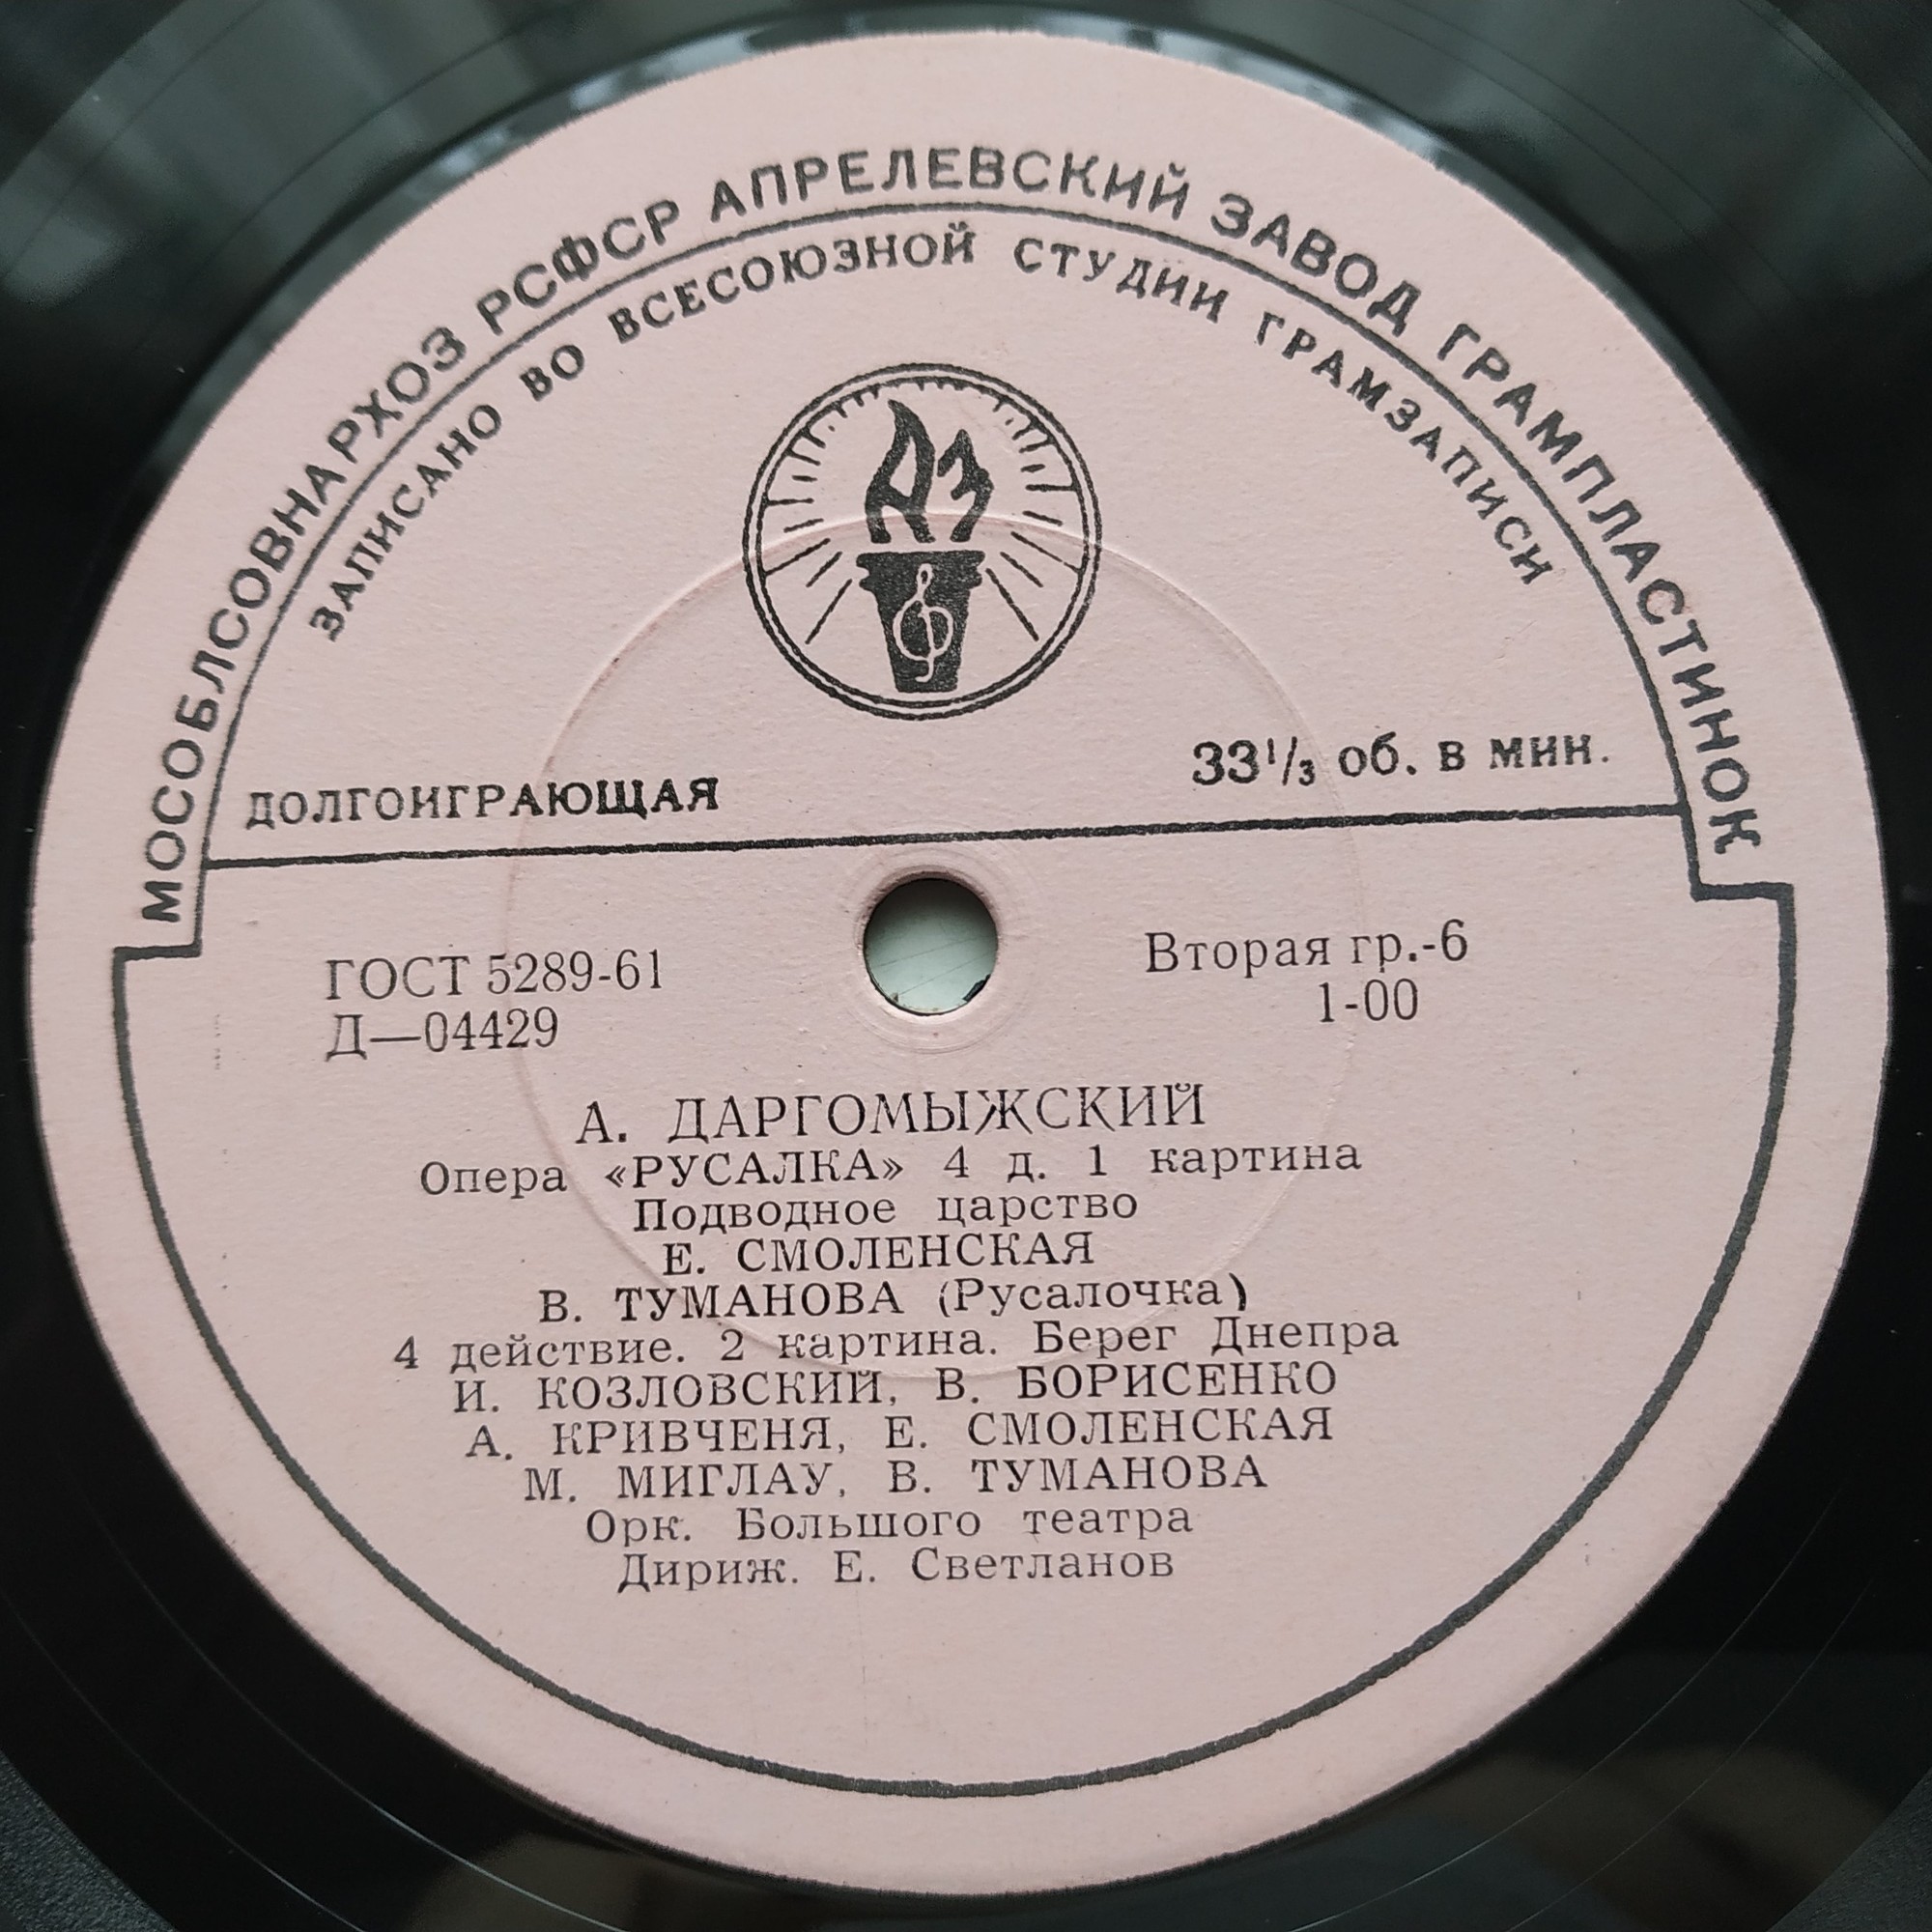 МОСОБЛСОВНАРХОЗ РСФСР АПРЕЛЕВСКИЙ ЗАВОД ГРАМПЛАСТИНОК
ЗАПИСАНО ВО ВСЕСОЮЗНОЙ СТУДИИ ГРАМЗАПИСИ
АЗ
ДОЛГОИГРАЮЩАЯ
33 1/3 об. в мин.
ГОСТ 5289-61
Вторая гр.-6
Д—04429
1-00
А. ДАРГОМЫЖСКИЙ
Опера «РУСАЛКА» 4 д. 1 картина
Подводное царство
Е. СМОЛЕНСКАЯ
В. ТУМАНОВА (Русалочка)
4 действие. 2 картина. Берег Днепра
И. КОЗЛОВСКИЙ, В. БОРИСЕНКО
А. КРИВЧЕНЯ, Е. СМОЛЕНСКАЯ
М. МИГЛАУ, В. ТУМАНОВА
Орк. Большого театра
Дириж. Е. Светланов